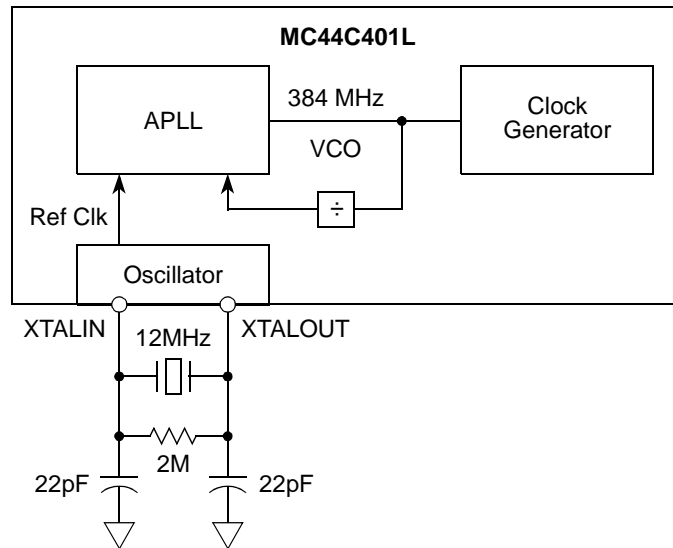 MC44C401L
APLL
384 MHz
VCO
Clock
Generator
÷
Ref Clk
Oscillator
XTALIN
12MHz
XTALOUT
2M
22pF
22pF